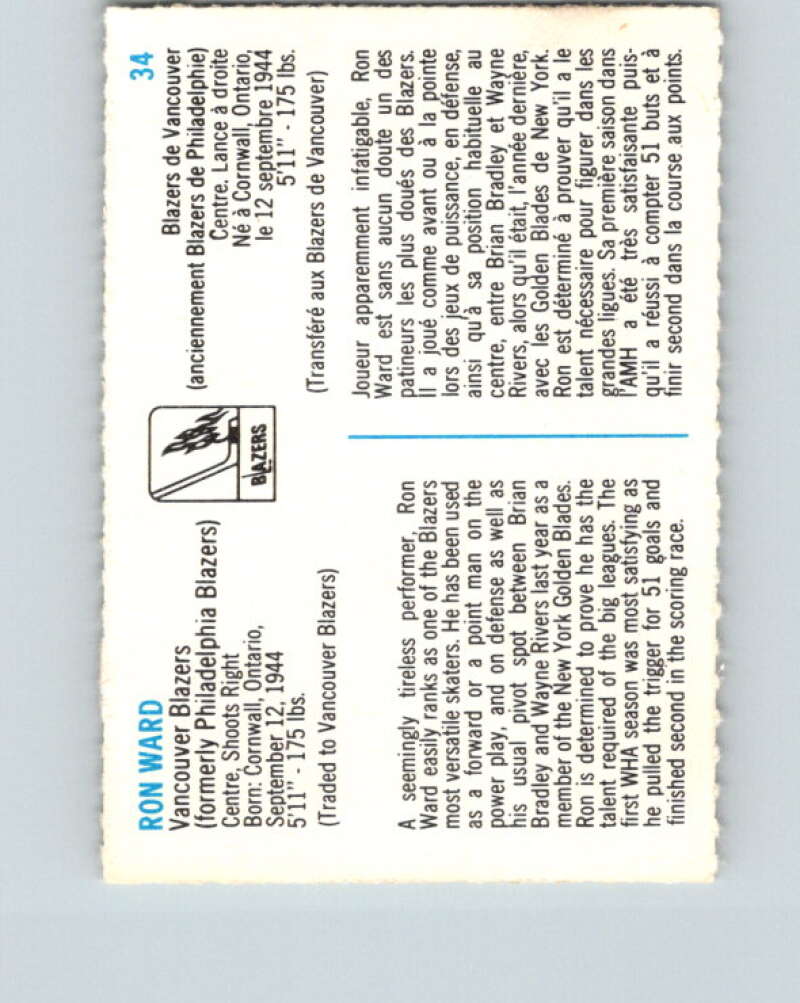 RON WARD
Vancouver Blazers
(formerly Philadelphia Blazers)
Centre, Shoots Right
Born: Cornwall, Ontario,
September 12, 1944
5'11" - 175 lbs.
(Traded to Vancouver Blazers)
A seemingly tireless performer, Ron
Ward easily ranks as one of the Blazers
most versatile skaters. He has been used
as a forward or a point man on the
power play, and on defense as well as
his usual pivot spot between Brian
Bradley and Wayne Rivers last year as a
member of the New York Golden Blades.
Ron is determined to prove he has the
talent required of the big leagues. The
first WHA season was most satisfying as
he pulled the trigger for 51 goals and
finished second in the scoring race.
BLAZERS
34
Blazers de Vancouver
(anciennement Blazers de Philadelphie)
Centre. Lance à droite
Né à Cornwall, Ontario,
le 12 septembre 1944
5'11" - 175 lbs.
(Transféré aux Blazers de Vancouver)
Joueur apparemment infatigable, Ron
Ward est sans aucun doute un des
patineurs les plus doués des Blazers.
Il a joué comme avant ou à la pointe
lors des jeux de puissance, en défense,
ainsi qu'à sa position habituelle au
centre, entre Brian Bradley et Wayne
Rivers, alors qu'il était, l'année dernière,
avec les Golden Blades de New York.
Ron est déterminé à prouver qu'il a le
talent nécessaire pour figurer dans les
grandes ligues. Sa première saison dans
l'AMH a été très satisfaisante puis-
qu'il a réussi à compter 51 buts et à
finir second dans la course aux points.